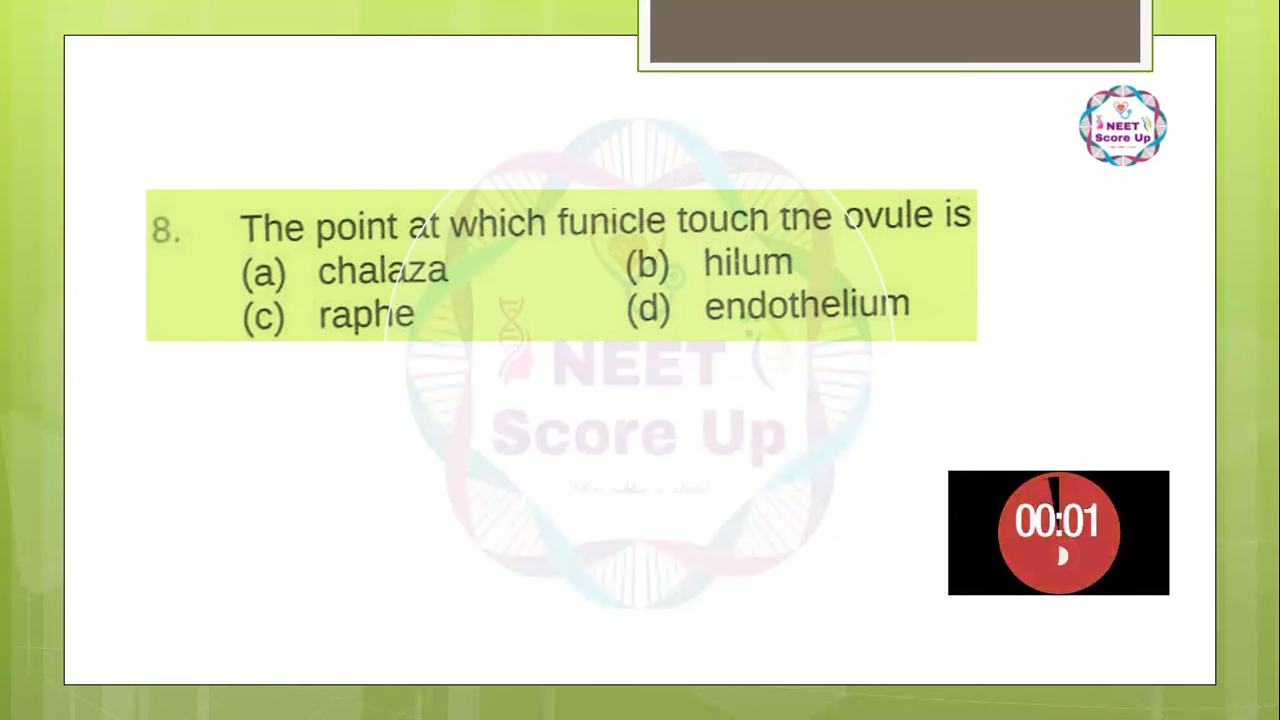 NEET
Score Up
8. The point at which funicle touch the ovule is
(a) chalaza (b) hilum
(c) raphe (d) endothelium
NEET
Score Up
00:01